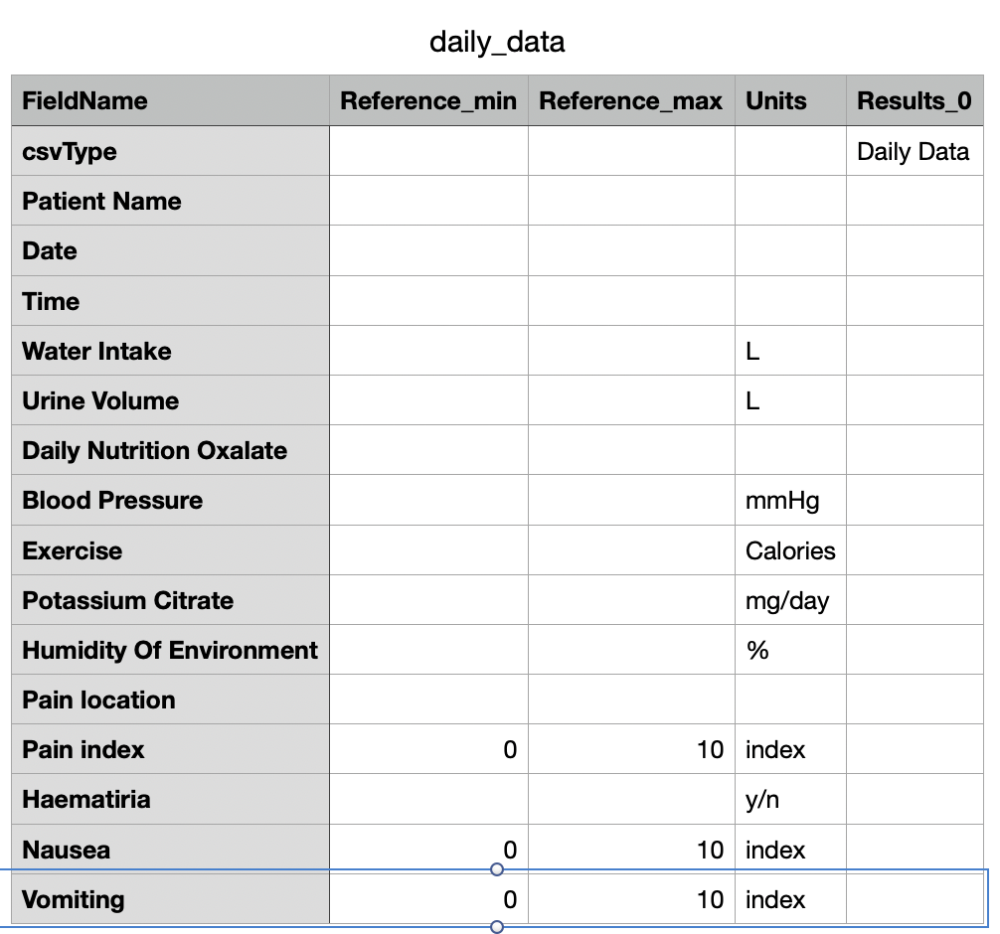 daily_data
FieldName Reference_min Reference_max Units Results_0
csvType Daily Data
Patient Name
Date
Time
Water Intake L
Urine Volume L
Daily Nutrition Oxalate
Blood Pressure mmHg
Exercise Calories
Potassium Citrate mg/day
Humidity Of Environment %
Pain location
Pain index 0 10 index
Haematiria y/n
Nausea 0 10 index
Vomiting 0 10 index